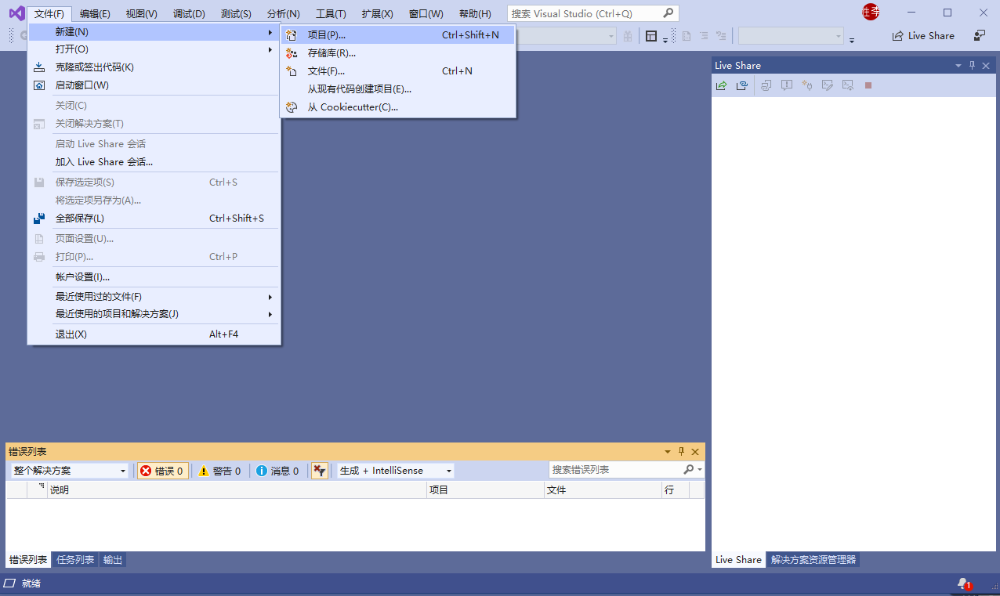 文件(F) 编辑(E) 视图(V) 调试(D) 测试(S) 分析(N) 工具(T) 扩展(X) 窗口(W) 帮助(H) 搜索 Visual Studio (Ctrl+Q)
Live Share
新建(N)
打开(O)
克隆或签出代码(K)
启动窗口(W)
关闭(C)
关闭解决方案(T)
启动 Live Share 会话
加入 Live Share 会话...
保存选定项(S) Ctrl+S
将选定项另存为(A)...
全部保存(L) Ctrl+Shift+S
页面设置(U)...
打印(P)... Ctrl+P
帐户设置(I)...
最近使用过的文件(F)
最近使用的项目和解决方案(J)
退出(X) Alt+F4
项目(P)... Ctrl+Shift+N
存储库(R)...
文件(F)... Ctrl+N
从现有代码创建项目(E)...
从 Cookiecutter(C)...
Live Share
错误列表
整个解决方案 错误 0 警告 0 消息 0 生成 + IntelliSense 搜索错误列表
说明 项目 文件 行
错误列表 任务列表 输出
Live Share 解决方案资源管理器
就绪 1